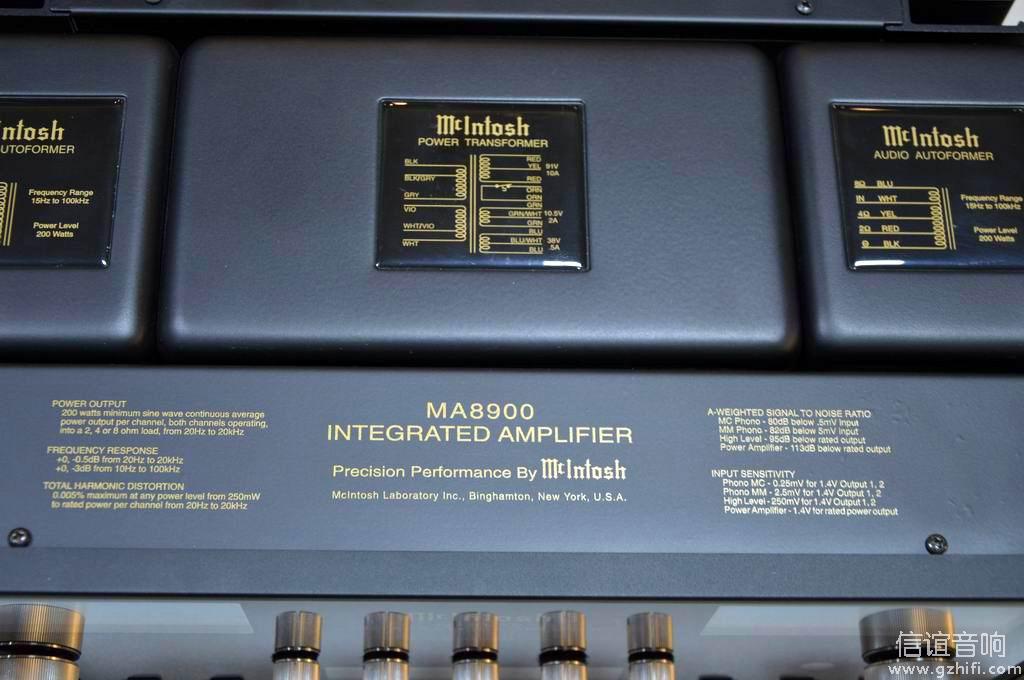 ntosh
UTOFORMER
Frequency Range
15Hz to 100kHz
Power Level
200 Watts
McIntosh
POWER TRANSFORMER
BLK
BLK/GRY
GRY
VIO
WHT/VIO
WHT
RED
YEL 91V
10A
RED
ORN
ORN
GRN
GRN/WHT 10.5V
2A
GRN
BLU
BLU/WHT 38V
.5A
BLU
McIntosh
AUDIO AUTOFORMER
8Ω BLU
IN WHT
4Ω YEL
2Ω RED
⊖ BLK
Frequency Range
15Hz to 100kHz
Power Level
200 Watts
POWER OUTPUT
200 watts minimum sine wave continuous average
power output per channel, both channels operating,
into a 2, 4 or 8 ohm load, from 20Hz to 20kHz
FREQUENCY RESPONSE
+0, -0.5dB from 20Hz to 20kHz
+0, -3dB from 10Hz to 100kHz
TOTAL HARMONIC DISTORTION
0.005% maximum at any power level from 250mW
to rated power per channel from 20Hz to 20kHz
MA8900
INTEGRATED AMPLIFIER
Precision Performance By McIntosh
McIntosh Laboratory Inc., Binghamton, New York, U.S.A.
A-WEIGHTED SIGNAL TO NOISE RATIO
MC Phono - 80dB below .5mV input
MM Phono - 82dB below 5mV input
High Level - 95dB below rated output
Power Amplifier - 113dB below rated output
INPUT SENSITIVITY
Phono MC - 0.25mV for 1.4V Output 1, 2
Phono MM - 2.5mV for 1.4V Output 1, 2
High Level - 250mV for 1.4V Output 1, 2
Power Amplifier - 1.4V for rated power output
McIntosh
信谊音响
www.gzhifi.com